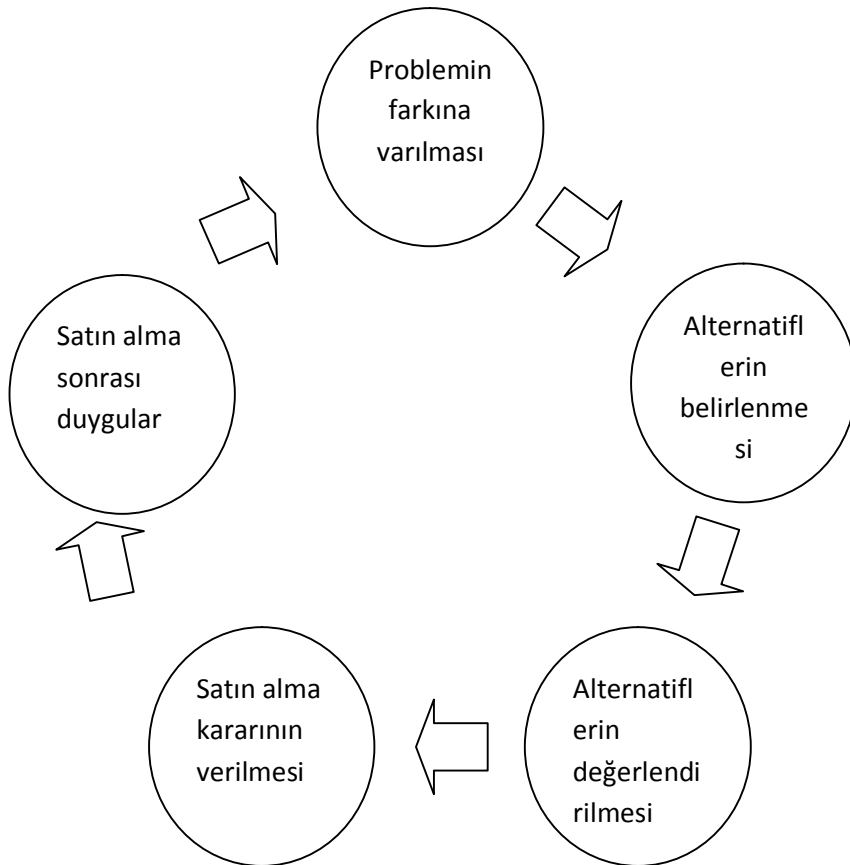 Problemin
farkına
varılması
Alternatifl
erin
belirlenme
si
Alternatifl
erin
değerlendi
rilmesi
Satın alma
kararının
verilmesi
Satın alma
sonrası
duygular